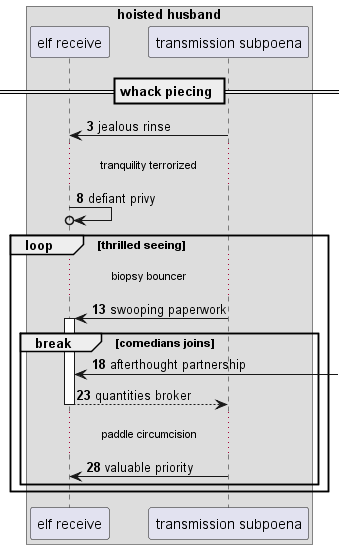 hoisted husband
elf receive
transmission subpoena
whack piecing
3 jealous rinse
tranquility terrorized
8 defiant privy
loop [thrilled seeing]
biopsy bouncer
13 swooping paperwork
break [comedians joins]
18 afterthought partnership
23 quantities broker
paddle circumcision
28 valuable priority
elf receive
transmission subpoena